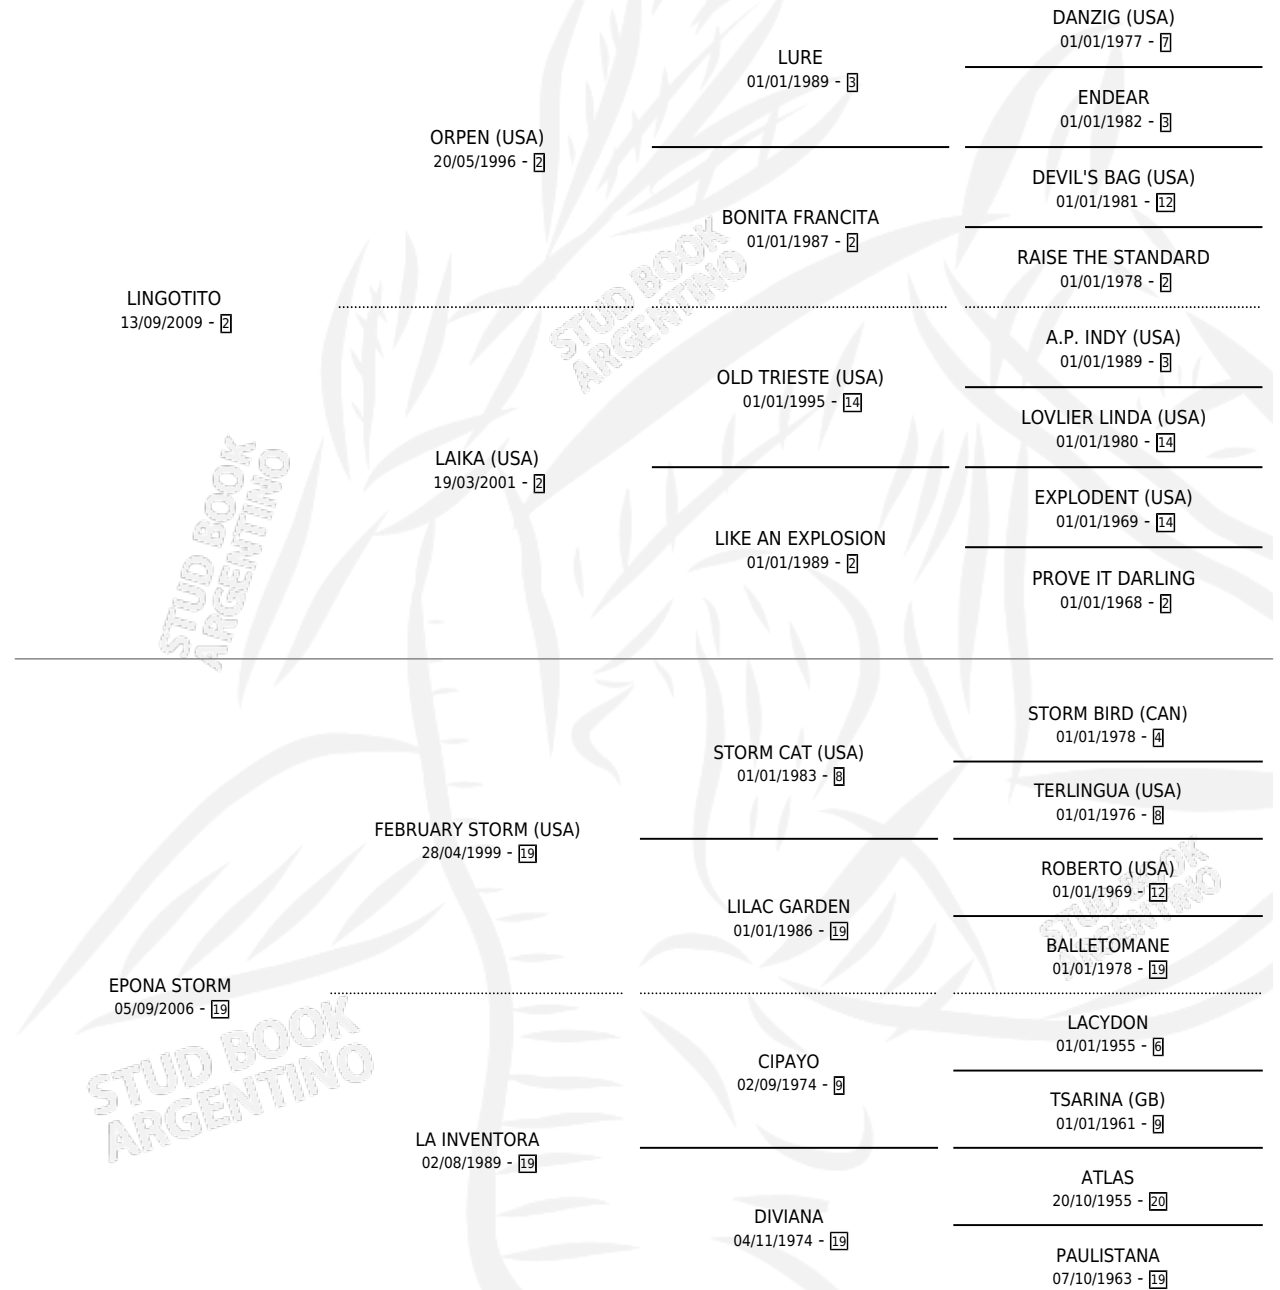 DANZIG (USA)
01/01/1977 - 7
LURE
01/01/1989 - 3
ENDEAR
01/01/1982 - 3
ORPEN (USA)
20/05/1996 - 2
DEVIL'S BAG (USA)
01/01/1981 - 12
BONITA FRANCITA
01/01/1987 - 2
RAISE THE STANDARD
01/01/1978 - 2
LINGOTITO
13/09/2009 - 2
A.P. INDY (USA)
01/01/1989 - 3
OLD TRIESTE (USA)
01/01/1995 - 14
LOVLIER LINDA (USA)
01/01/1980 - 14
LAIKA (USA)
19/03/2001 - 2
EXPLODENT (USA)
01/01/1969 - 14
LIKE AN EXPLOSION
01/01/1989 - 2
PROVE IT DARLING
01/01/1968 - 2
STORM BIRD (CAN)
01/01/1978 - 4
STORM CAT (USA)
01/01/1983 - 8
TERLINGUA (USA)
01/01/1976 - 8
FEBRUARY STORM (USA)
28/04/1999 - 19
ROBERTO (USA)
01/01/1969 - 12
LILAC GARDEN
01/01/1986 - 19
BALLETOMANE
01/01/1978 - 19
EPONA STORM
05/09/2006 - 19
LACYDON
01/01/1955 - 6
CIPAYO
02/09/1974 - 9
TSARINA (GB)
01/01/1961 - 9
LA INVENTORA
02/08/1989 - 19
ATLAS
20/10/1955 - 20
DIVIANA
04/11/1974 - 19
PAULISTANA
07/10/1963 - 19
STUD BOOK
ARGENTINO
STUD BOOK
ARGENTINO
STUD BOOK
ARGENTINO
STUD BOOK
ARGENTINO